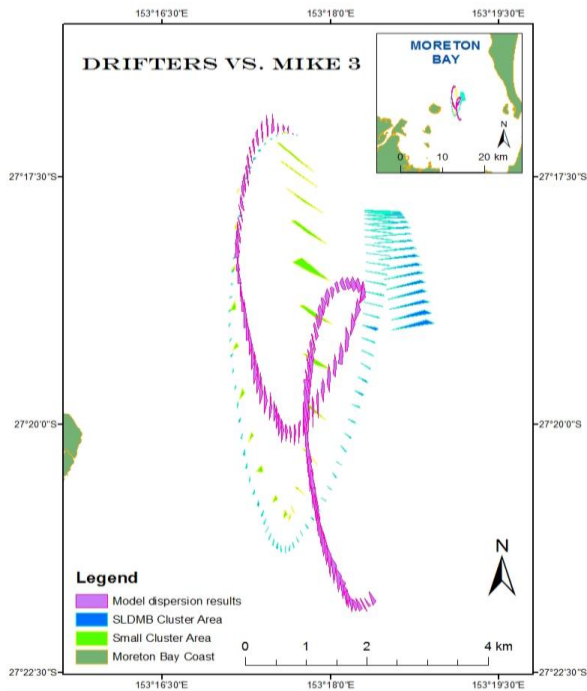 153°16'30"E 153°18'0"E 153°19'30"E
DRIFTERS VS. MIKE 3
MORETON
BAY
N
0 10 20 km
27°17'30"S 27°17'30"S
27°20'0"S 27°20'0"S
N
Legend
Model dispersion results
SLDMB Cluster Area
Small Cluster Area
Moreton Bay Coast
0 1 2 4 km
27°22'30"S 27°22'30"S
153°16'30"E 153°18'0"E 153°19'30"E